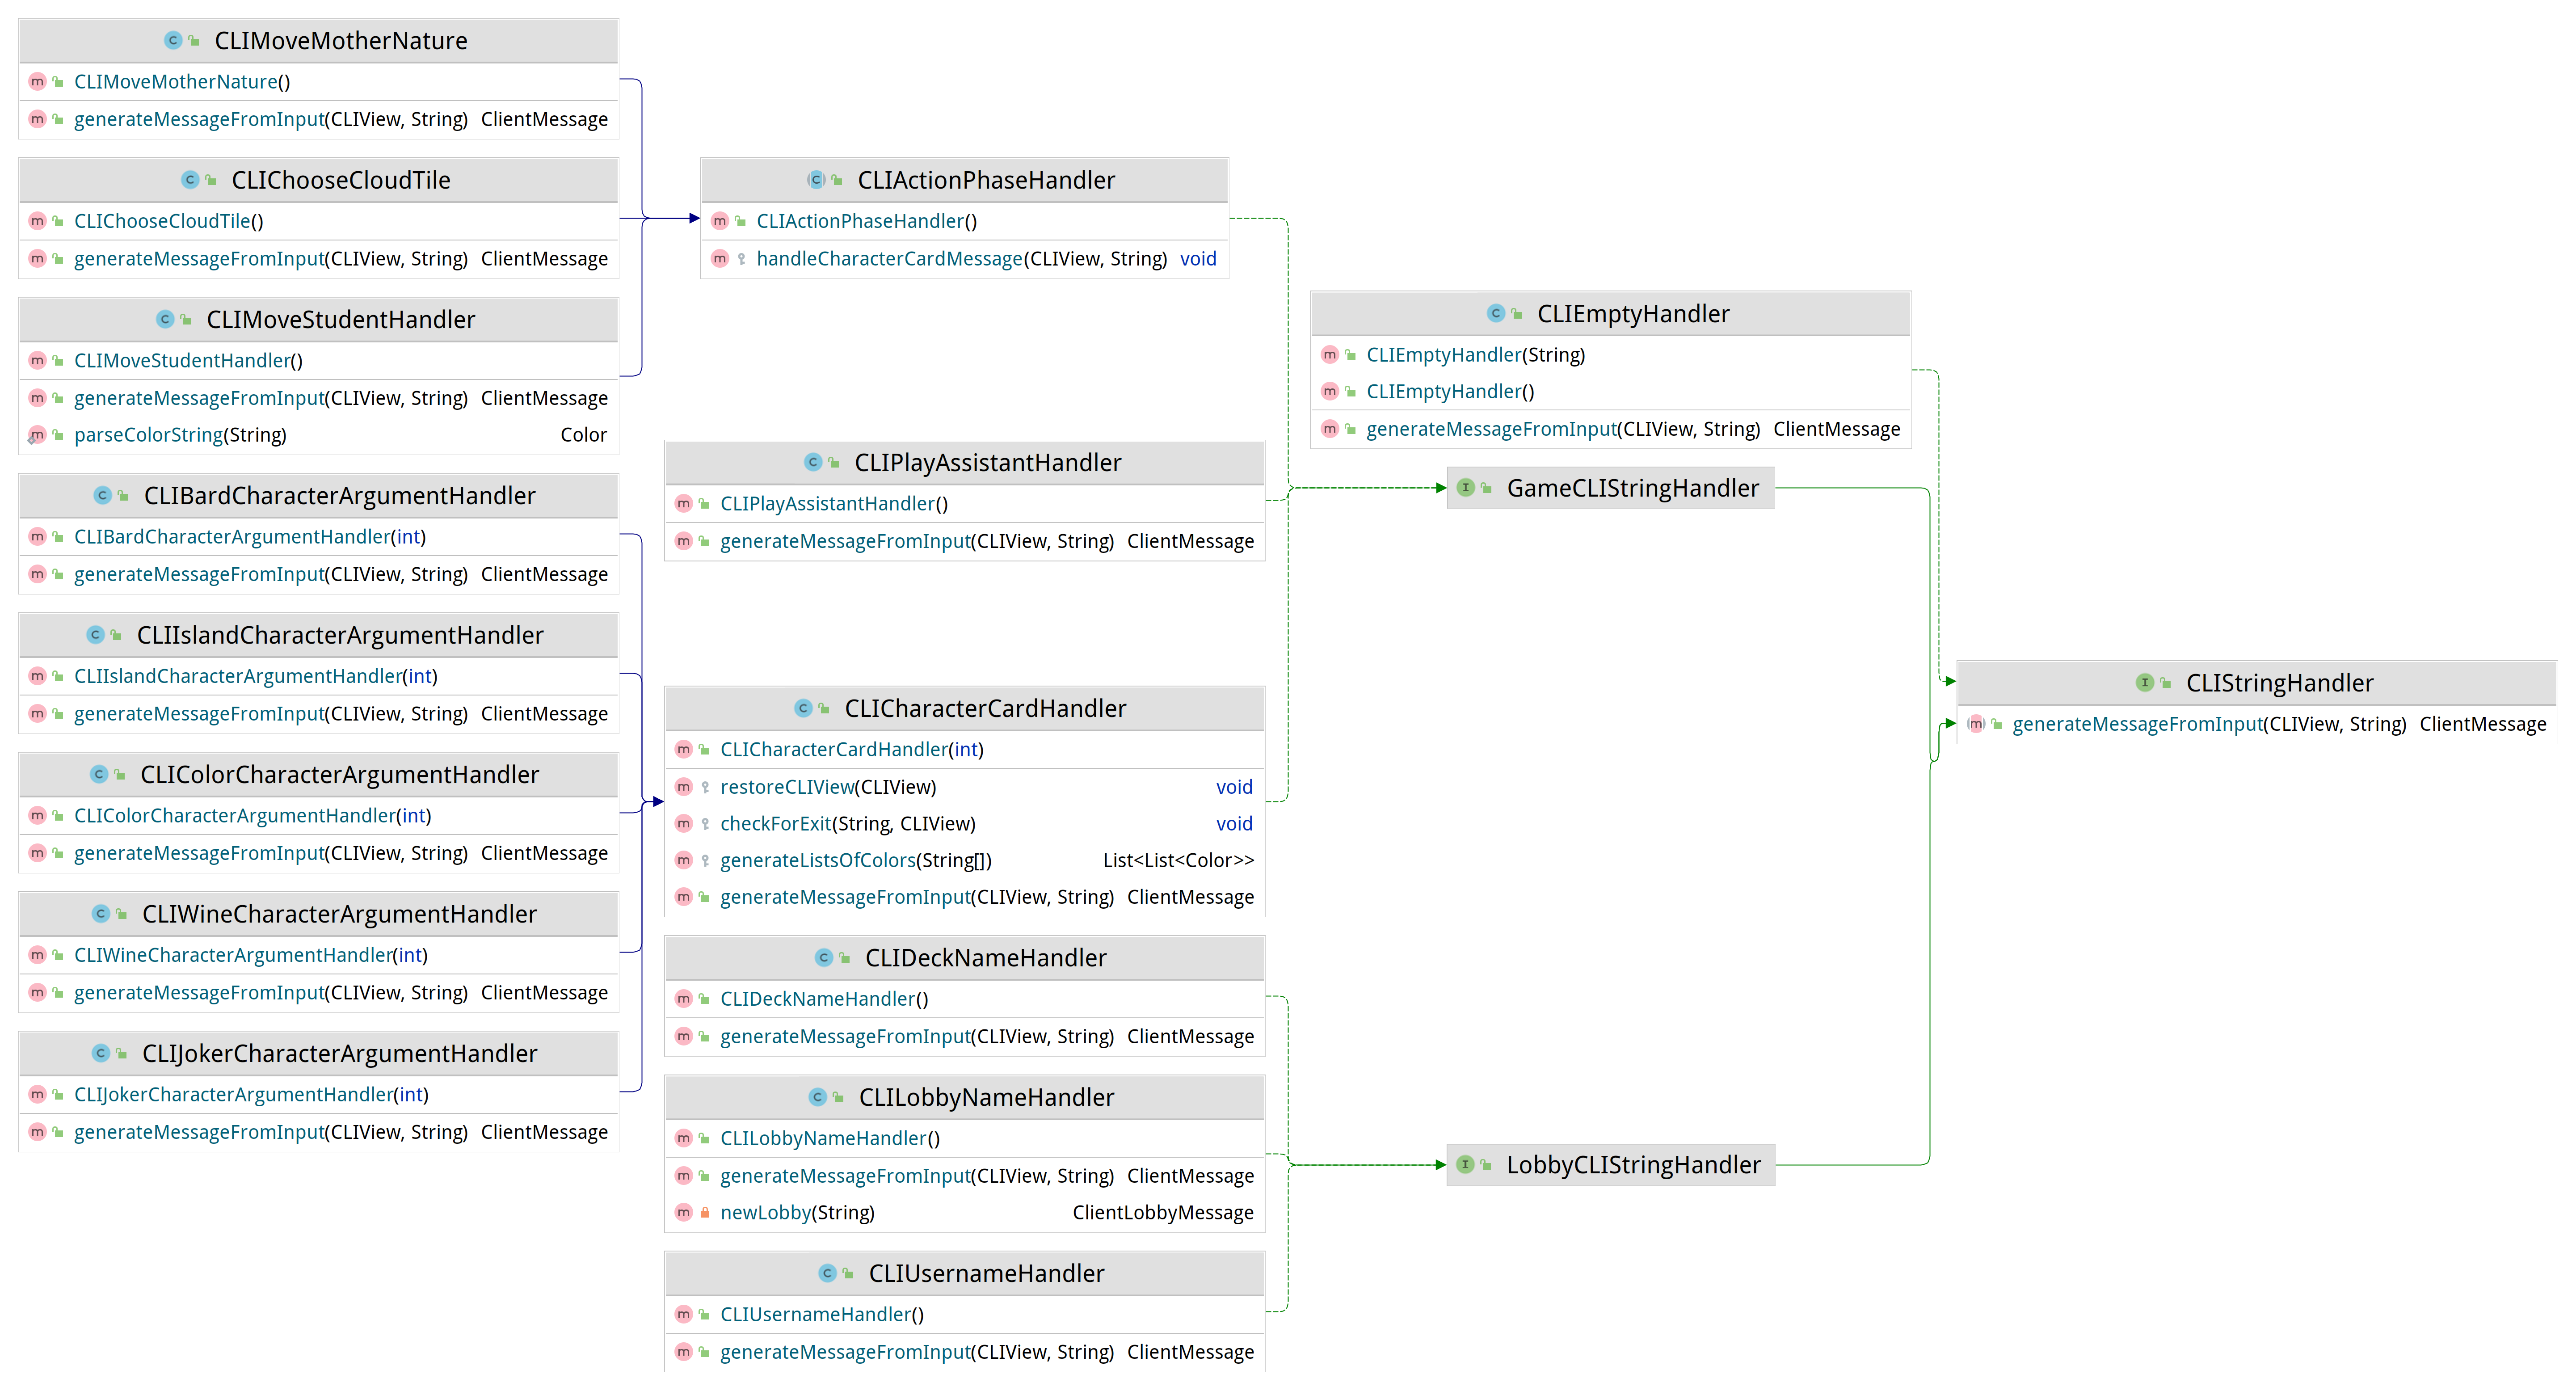 CLIMoveMotherNature
CLIMoveMotherNature()
generateMessageFromInput(CLIView, String) ClientMessage
CLIChooseCloudTile
CLIChooseCloudTile()
generateMessageFromInput(CLIView, String) ClientMessage
CLIMoveStudentHandler
CLIMoveStudentHandler()
generateMessageFromInput(CLIView, String) ClientMessage
parseColorString(String) Color
CLIBardCharacterArgumentHandler
CLIBardCharacterArgumentHandler(int)
generateMessageFromInput(CLIView, String) ClientMessage
CLIIslandCharacterArgumentHandler
CLIIslandCharacterArgumentHandler(int)
generateMessageFromInput(CLIView, String) ClientMessage
CLIColorCharacterArgumentHandler
CLIColorCharacterArgumentHandler(int)
generateMessageFromInput(CLIView, String) ClientMessage
CLIWineCharacterArgumentHandler
CLIWineCharacterArgumentHandler(int)
generateMessageFromInput(CLIView, String) ClientMessage
CLIJokerCharacterArgumentHandler
CLIJokerCharacterArgumentHandler(int)
generateMessageFromInput(CLIView, String) ClientMessage
CLIActionPhaseHandler
CLIActionPhaseHandler()
handleCharacterCardMessage(CLIView, String) void
CLIPlayAssistantHandler
CLIPlayAssistantHandler()
generateMessageFromInput(CLIView, String) ClientMessage
CLICharacterCardHandler
CLICharacterCardHandler(int)
restoreCLIView(CLIView) void
checkForExit(String, CLIView) void
generateListsOfColors(String[]) List<List<Color>>
generateMessageFromInput(CLIView, String) ClientMessage
CLIDeckNameHandler
CLIDeckNameHandler()
generateMessageFromInput(CLIView, String) ClientMessage
CLILobbyNameHandler
CLILobbyNameHandler()
generateMessageFromInput(CLIView, String) ClientMessage
newLobby(String) ClientLobbyMessage
CLIUsernameHandler
CLIUsernameHandler()
generateMessageFromInput(CLIView, String) ClientMessage
CLIEmptyHandler
CLIEmptyHandler(String)
CLIEmptyHandler()
generateMessageFromInput(CLIView, String) ClientMessage
GameCLIStringHandler
LobbyCLIStringHandler
CLIStringHandler
generateMessageFromInput(CLIView, String) ClientMessage